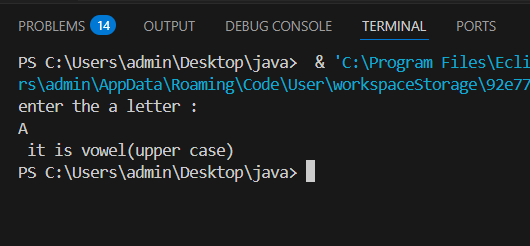 PROBLEMS 14 OUTPUT DEBUG CONSOLE TERMINAL PORTS
PS C:\Users\admin\Desktop\java>  & 'C:\Program Files\Ecli
rs\admin\AppData\Roaming\Code\User\workspaceStorage\92e77
enter the a letter :
A
 it is vowel(upper case)
PS C:\Users\admin\Desktop\java>